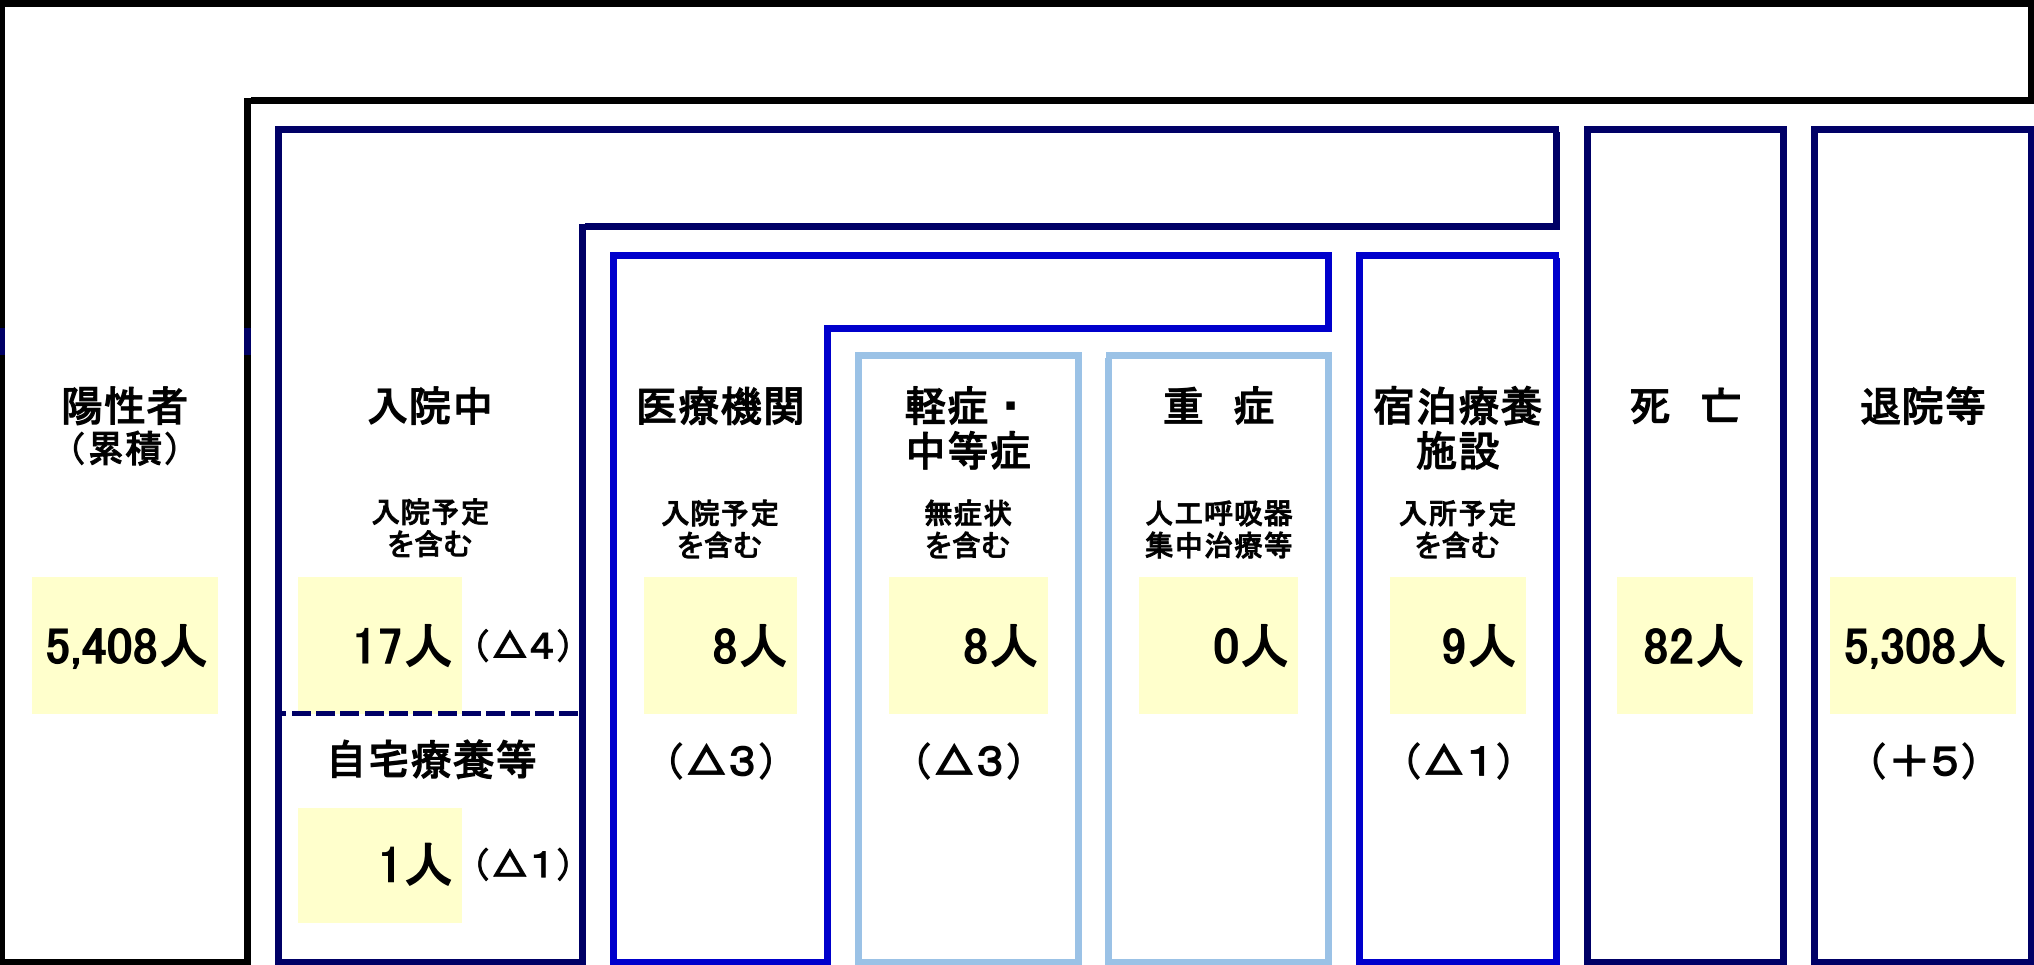 陽性者
（累積）
5,408人
入院中
入院予定
を含む
17人（△4）
自宅療養等
1人（△1）
医療機関
入院予定
を含む
8人
（△3）
軽症・
中等症
無症状
を含む
8人
（△3）
重　症
人工呼吸器
集中治療等
0人
宿泊療養
施設
入所予定
を含む
9人
（△1）
死　亡
82人
退院等
5,308人
（＋5）